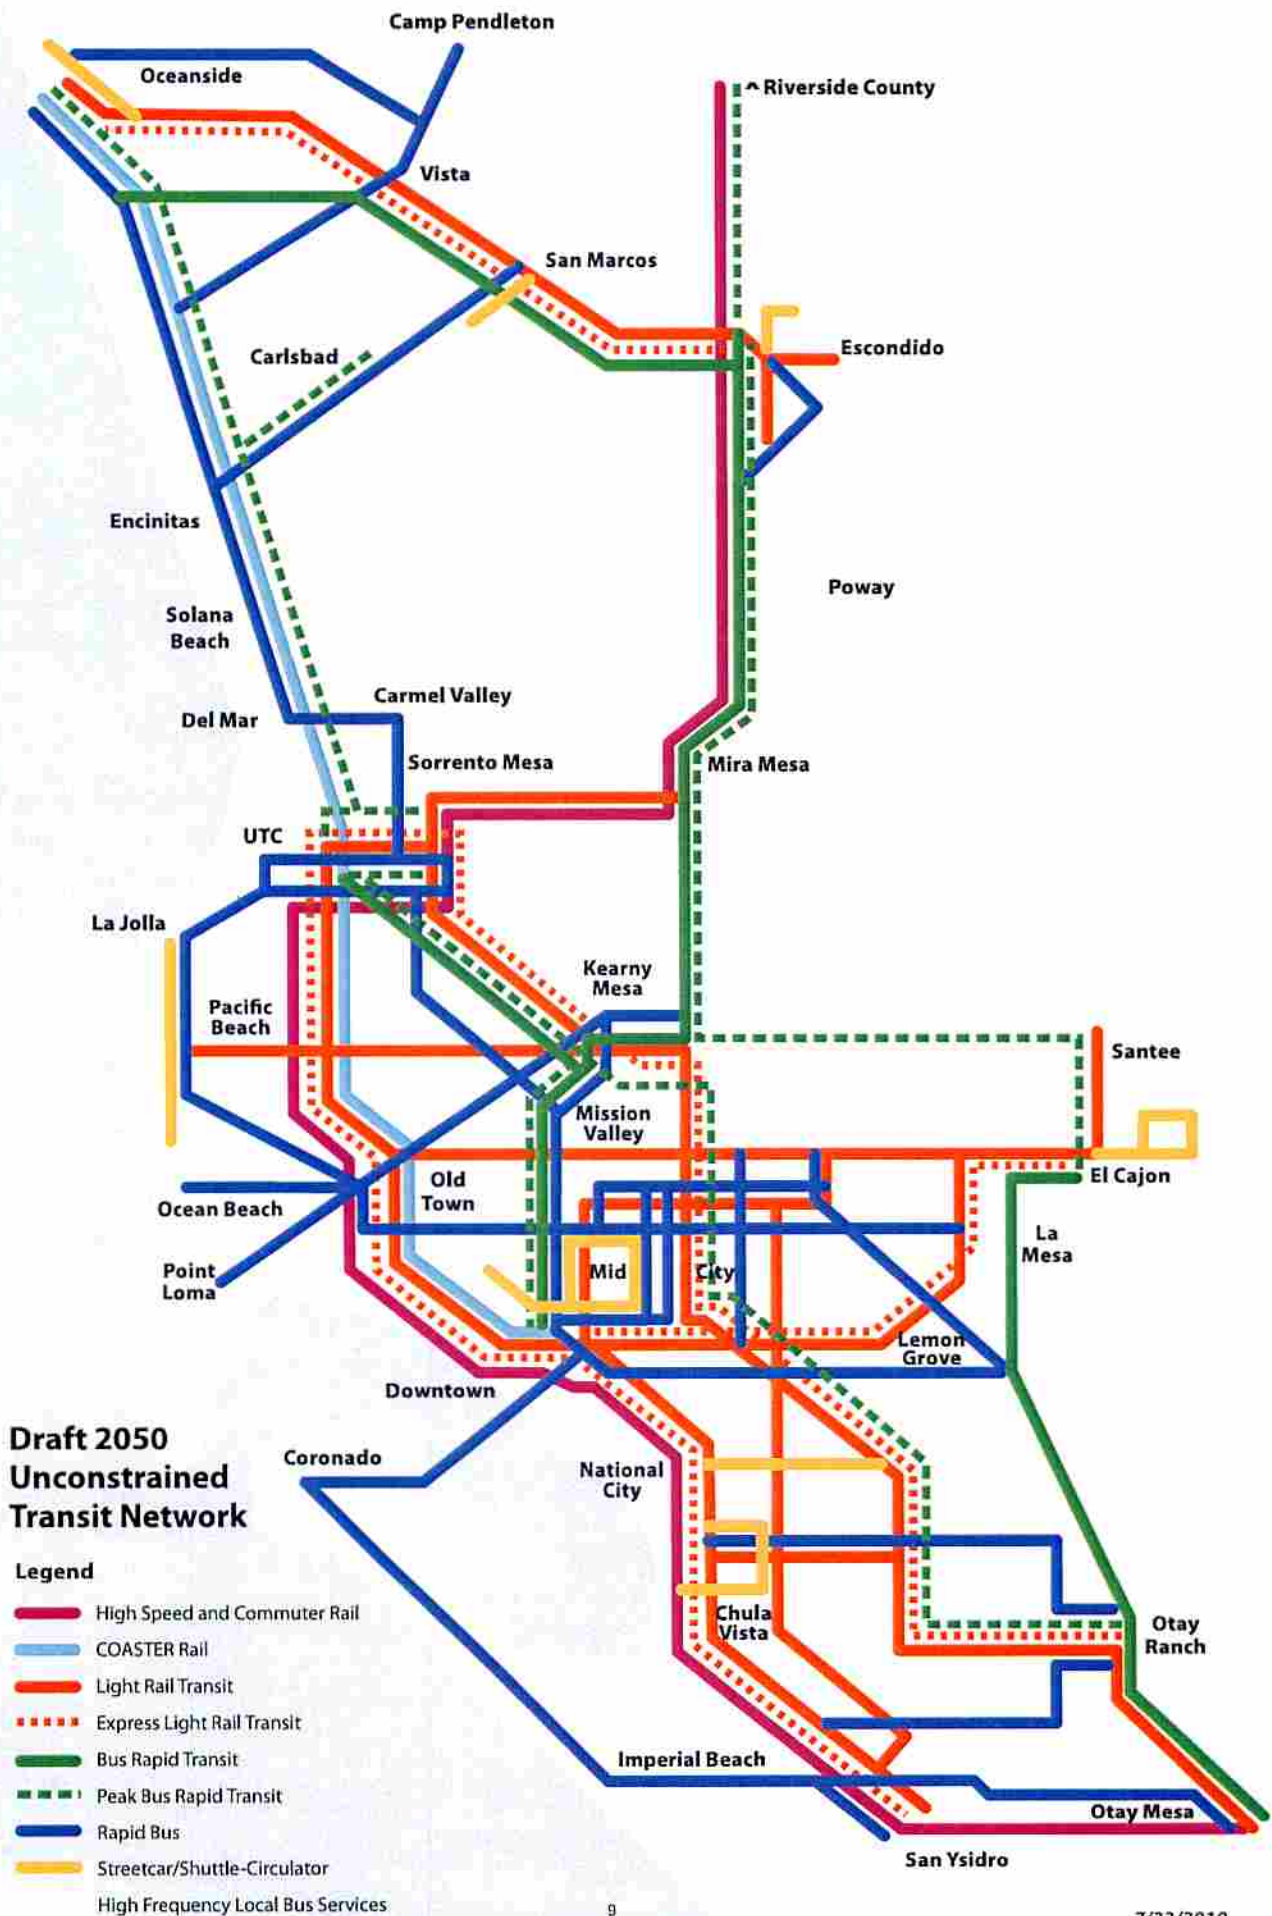 Camp Pendleton
Oceanside
^ Riverside County
Vista
San Marcos
Escondido
Carlsbad
Encinitas
Poway
Solana
Beach
Carmel Valley
Del Mar
Sorrento Mesa
Mira Mesa
UTC
La Jolla
Kearny
Mesa
Pacific
Beach
Santee
Mission
Valley
El Cajon
Old
Town
Ocean Beach
La
Mesa
Point
Loma
Mid
City
Lemon
Grove
Downtown
Draft 2050
Unconstrained
Transit Network
Coronado
National
City
Legend
High Speed and Commuter Rail
COASTER Rail
Light Rail Transit
Express Light Rail Transit
Bus Rapid Transit
Peak Bus Rapid Transit
Rapid Bus
Streetcar/Shuttle-Circulator
High Frequency Local Bus Services
Chula
Vista
Otay
Ranch
Imperial Beach
Otay Mesa
San Ysidro
9